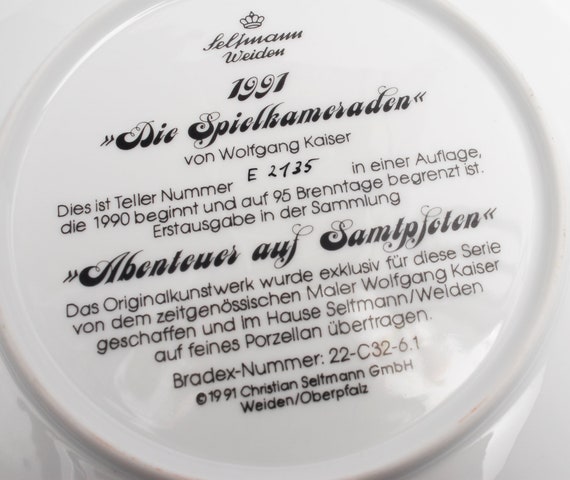 Seltmann
Weiden
1991
»Die Spielkameraden«
von Wolfgang Kaiser
Dies ist Teller Nummer E 2135 in einer Auflage,
die 1990 beginnt und auf 95 Brenntage begrenzt ist.
Erstausgabe in der Sammlung
»Abenteuer auf Samtpfoten«
Das Originalkunstwerk wurde exklusiv für diese Serie
von dem zeitgenössischen Maler Wolfgang Kaiser
geschaffen und im Hause Seltmann/Weiden
auf feines Porzellan übertragen.
Bradex-Nummer: 22-C32-6.1
©1991 Christian Seltmann GmbH
Weiden/Oberpfalz